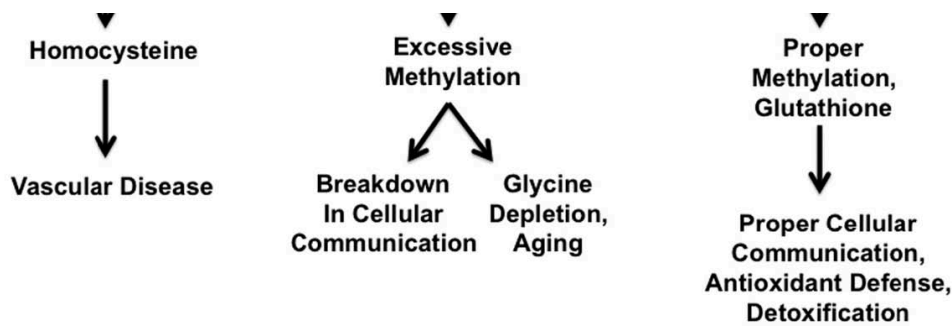 Homocysteine
Vascular Disease
Excessive
Methylation
Breakdown
In Cellular
Communication
Glycine
Depletion,
Aging
Proper
Methylation,
Glutathione
Proper Cellular
Communication,
Antioxidant Defense,
Detoxification